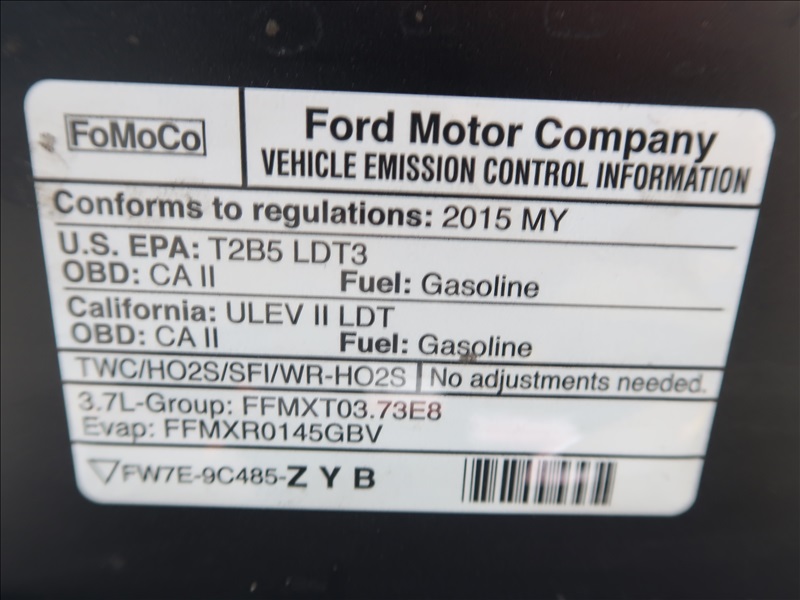 FoMoCo
Ford Motor Company
VEHICLE EMISSION CONTROL INFORMATION
Conforms to regulations: 2015 MY
U.S. EPA: T2B5 LDT3
OBD: CA II Fuel: Gasoline
California: ULEV II LDT
OBD: CA II Fuel: Gasoline
TWC/HO2S/SFI/WR-HO2S No adjustments needed.
3.7L-Group: FFMXT03.73E8
Evap: FFMXR0145GBV
FW7E-9C485-Z Y B